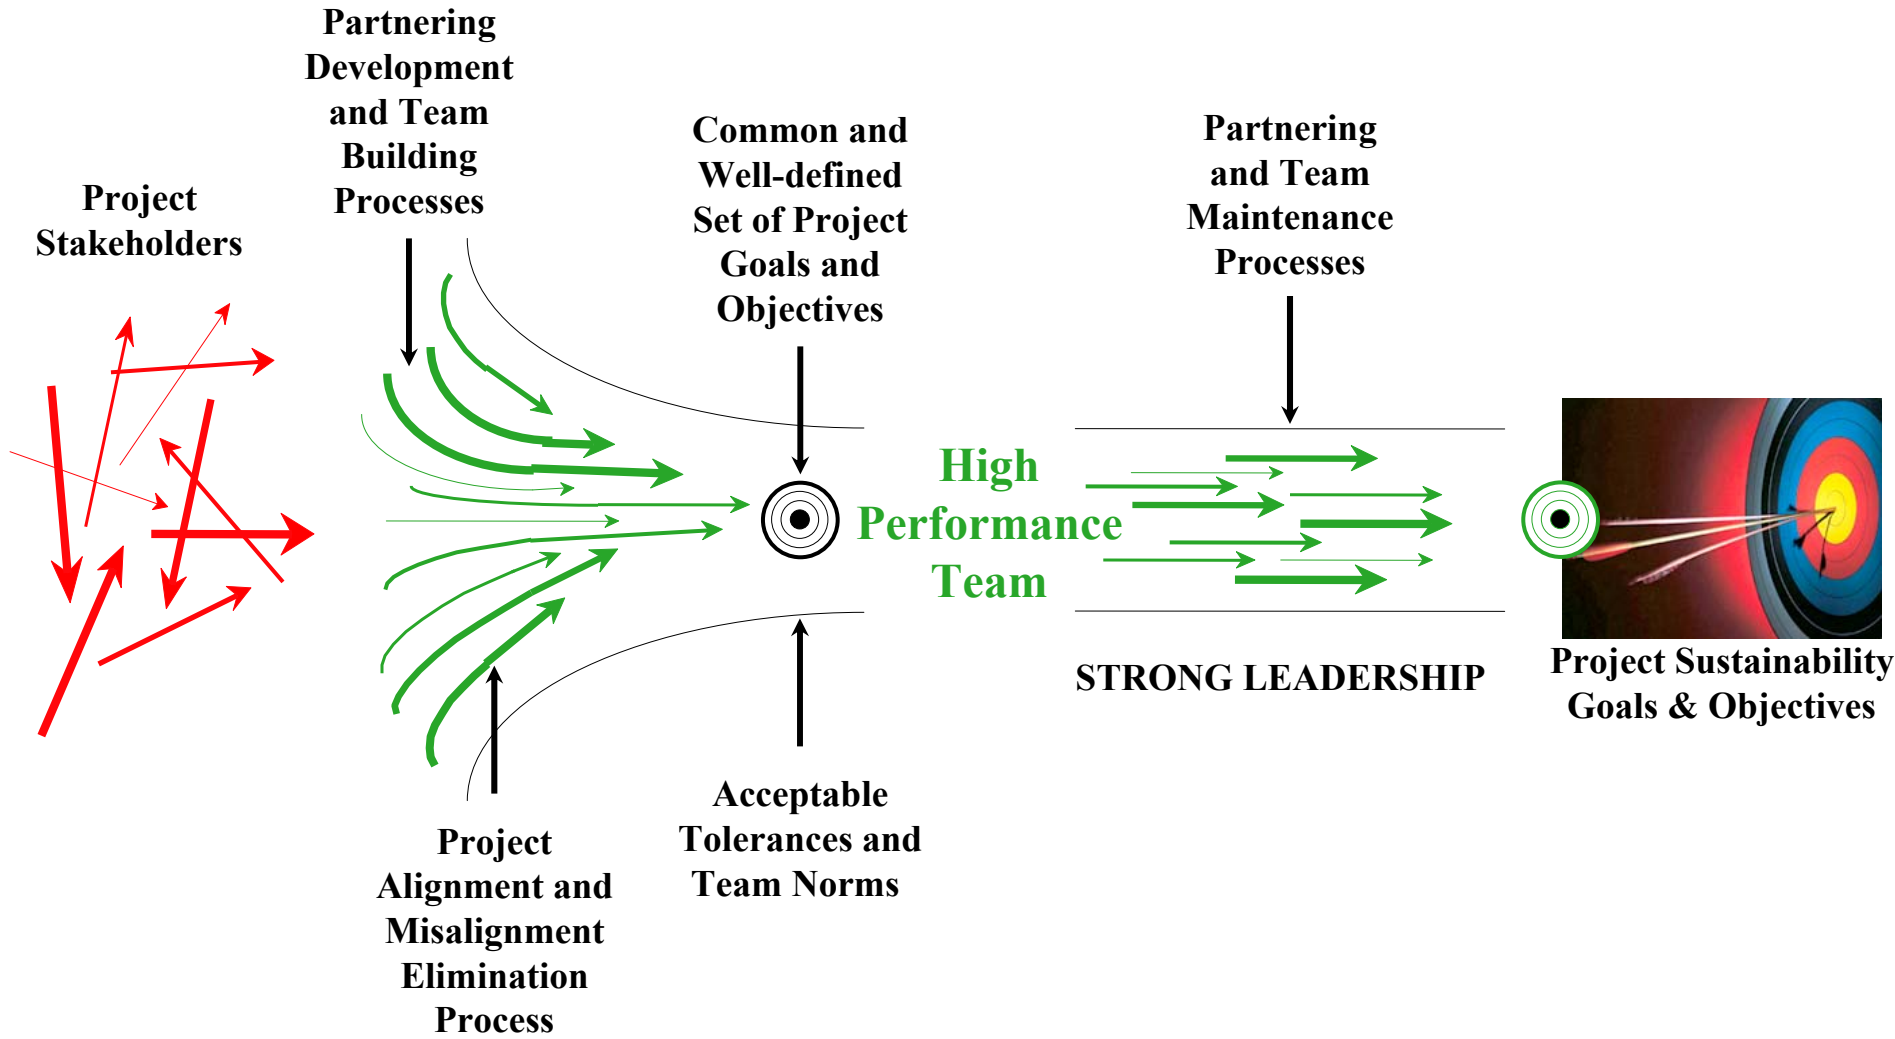 Project
Stakeholders
Partnering
Development
and Team
Building
Processes
Common and
Well-defined
Set of Project
Goals and
Objectives
Partnering
and Team
Maintenance
Processes
High
Performance
Team
STRONG LEADERSHIP
Project Sustainability
Goals & Objectives
Project
Alignment and
Misalignment
Elimination
Process
Acceptable
Tolerances and
Team Norms